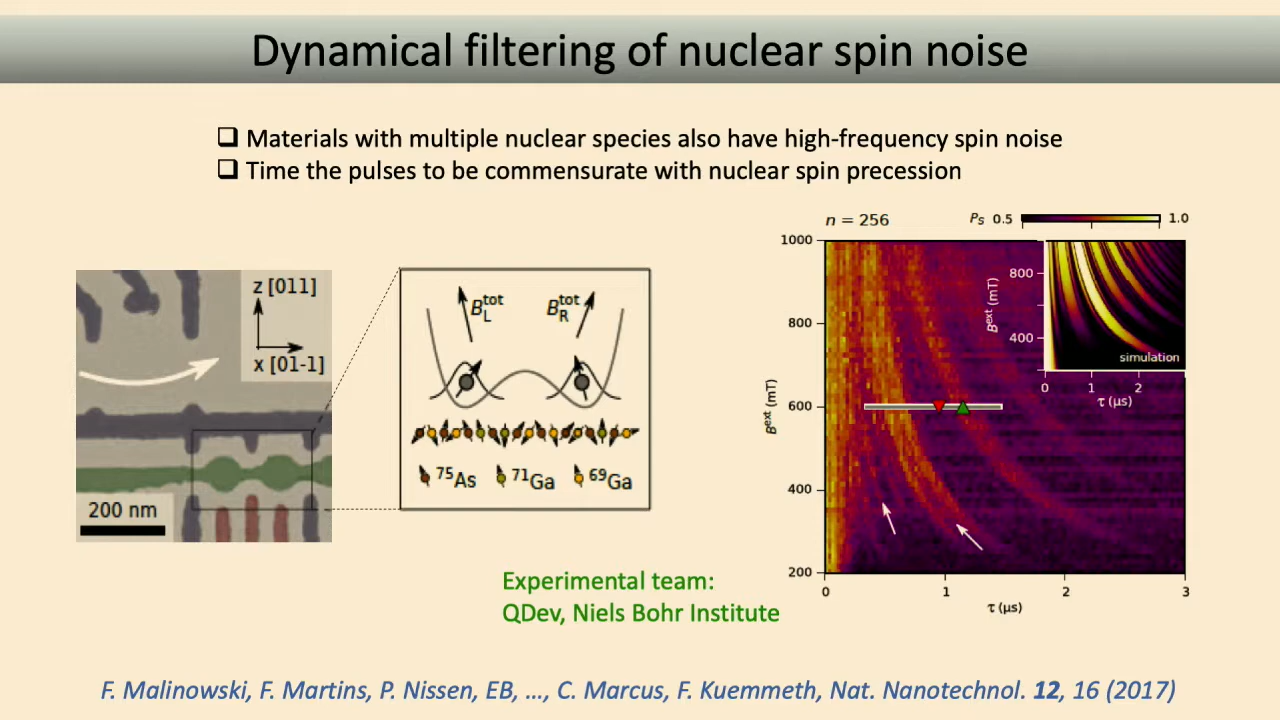 Dynamical filtering of nuclear spin noise
❑ Materials with multiple nuclear species also have high-frequency spin noise
❑ Time the pulses to be commensurate with nuclear spin precession
z [011]
x [01-1]
200 nm
B_L^tot
B_R^tot
75As
71Ga
69Ga
n = 256
P_S 0.5 1.0
1000
800
600
400
200
B^ext (mT)
0 1 2 3
τ (μs)
800
400
B^ext (mT)
simulation
0 1 2
τ (μs)
Experimental team:
QDev, Niels Bohr Institute
F. Malinowski, F. Martins, P. Nissen, EB, …, C. Marcus, F. Kuemmeth, Nat. Nanotechnol. 12, 16 (2017)